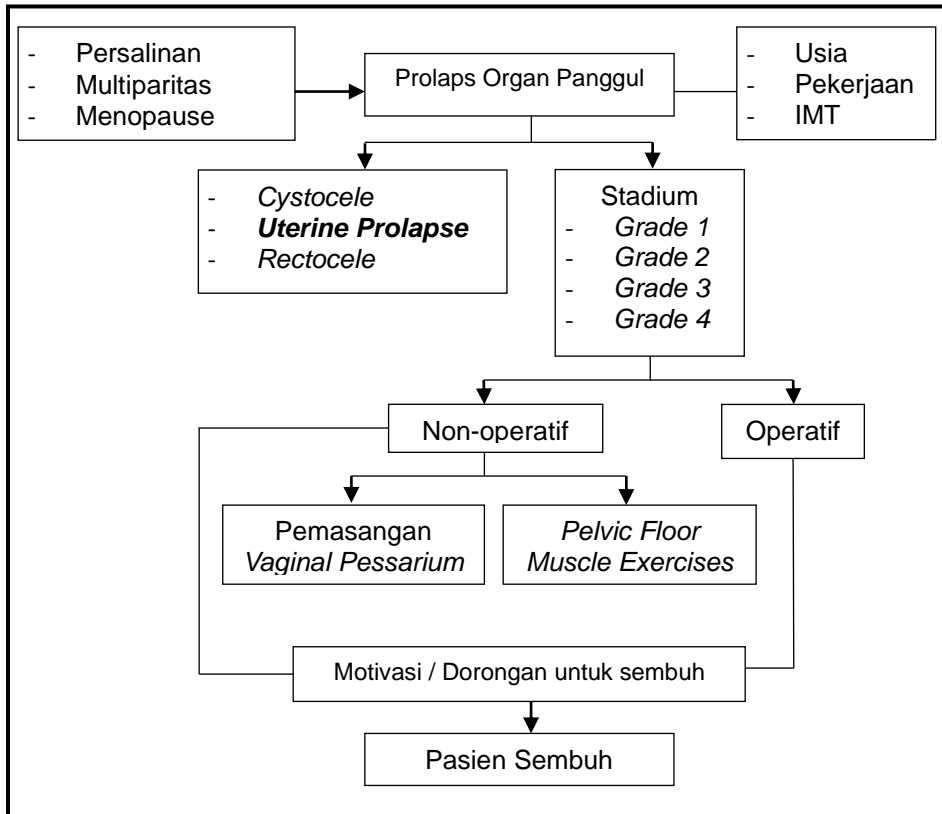 - Persalinan
- Multiparitas
- Menopause
Prolaps Organ Panggul
- Usia
- Pekerjaan
- IMT
- Cystocele
- Uterine Prolapse
- Rectocele
Stadium
- Grade 1
- Grade 2
- Grade 3
- Grade 4
Non-operatif
Operatif
Pemasangan
Vaginal Pessarium
Pelvic Floor
Muscle Exercises
Motivasi / Dorongan untuk sembuh
Pasien Sembuh